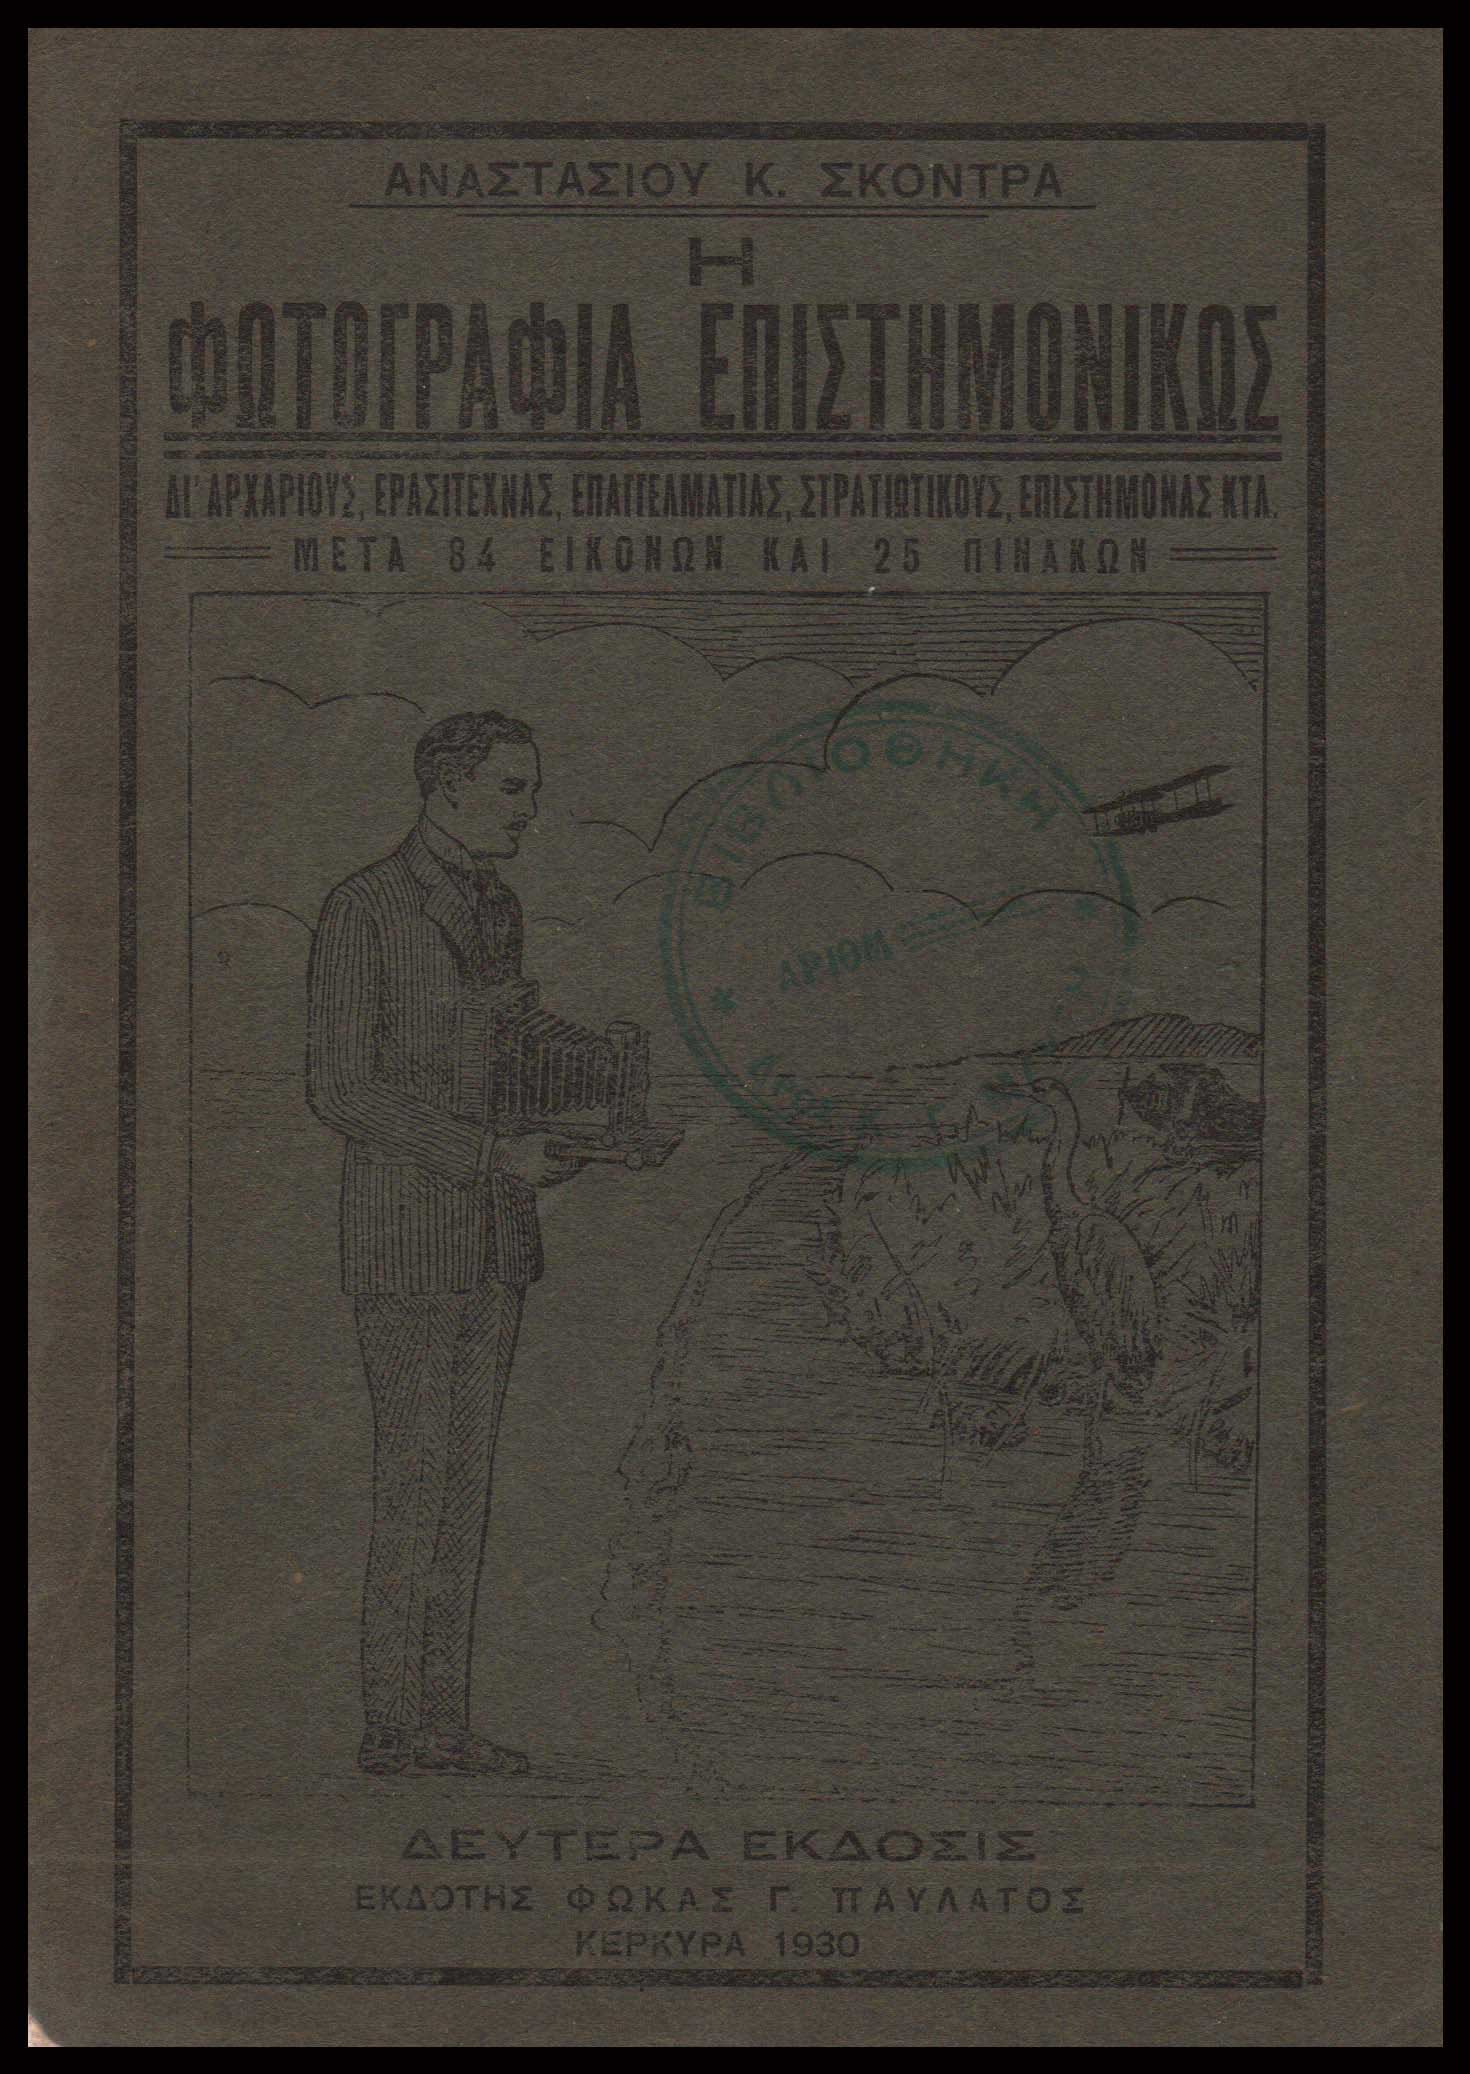 ΑΝΑΣΤΑΣΙΟΥ Κ. ΣΚΟΝΤΡΑ
Η
ΦΩΤΟΓΡΑΦΙΑ ΕΠΙΣΤΗΜΟΝΙΚΩΣ
ΔΙ' ΑΡΧΑΡΙΟΥΣ, ΕΡΑΣΙΤΕΧΝΑΣ, ΕΠΑΓΓΕΛΜΑΤΙΑΣ, ΣΤΡΑΤΙΩΤΙΚΟΥΣ, ΕΠΙΣΤΗΜΟΝΑΣ ΚΤΛ.
ΜΕΤΑ 84 ΕΙΚΟΝΩΝ ΚΑΙ 25 ΠΙΝΑΚΩΝ
ΒΙΒΛΙΟΘΗΚΗ
ΑΡΙΘΜ
ΔΕΥΤΕΡΑ ΕΚΔΟΣΙΣ
ΕΚΔΟΤΗΣ ΦΩΚΑΣ Γ. ΠΑΥΛΑΤΟΣ
ΚΕΡΚΥΡΑ 1930